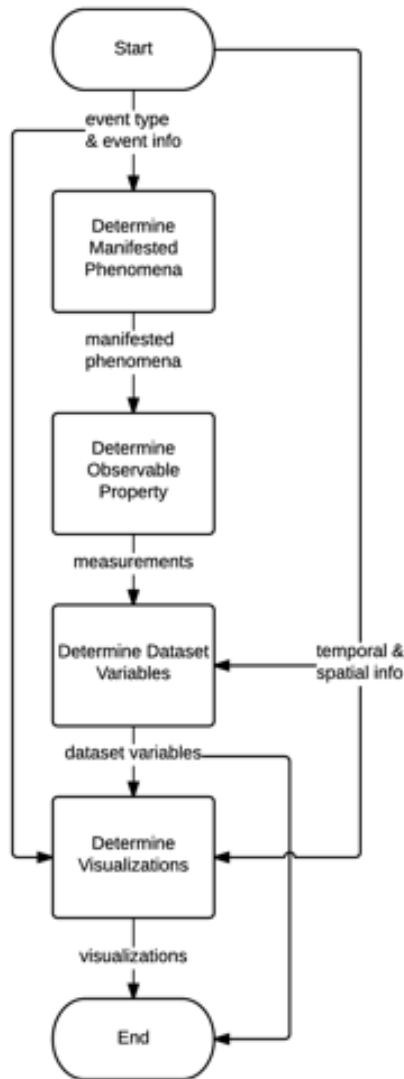 Start
event type
& event info
Determine
Manifested
Phenomena
manifested
phenomena
Determine
Observable
Property
measurements
Determine Dataset
Variables
temporal &
spatial info
dataset variables
Determine
Visualizations
visualizations
End